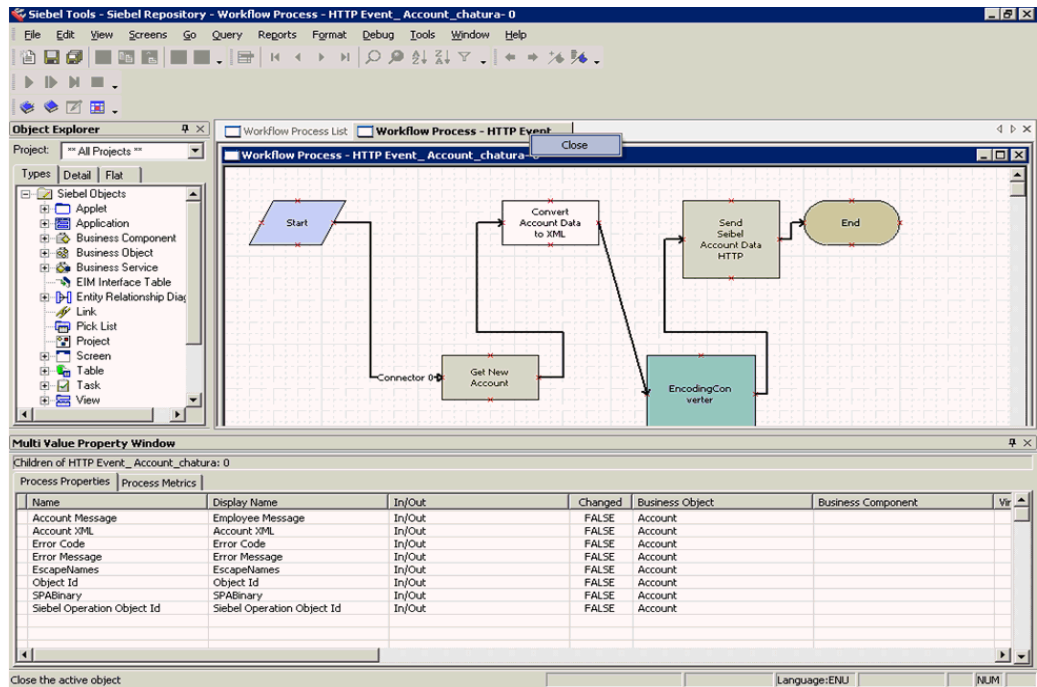 Siebel Tools - Siebel Repository - Workflow Process - HTTP Event_ Account_chatura- 0
File Edit View Screens Go Query Reports Format Debug Tools Window Help
Object Explorer
Workflow Process List Workflow Process - HTTP Event
Close
Project: ** All Projects **
Workflow Process - HTTP Event_ Account_chatura- 0
Types Detail Flat
Siebel Objects
Applet
Application
Business Component
Business Object
Business Service
EIM Interface Table
Entity Relationship Diag
Link
Pick List
Project
Screen
Table
Task
View
Start
Convert
Account Data
to XML
Send
Seibel
Account Data
HTTP
End
Connector 0
Get New
Account
EncodingCon
verter
Multi Value Property Window
Children of HTTP Event_ Account_chatura: 0
Process Properties Process Metrics
Name Display Name In/Out Changed Business Object Business Component Vir
Account Message Employee Message In/Out FALSE Account
Account XML Account XML In/Out FALSE Account
Error Code Error Code In/Out FALSE Account
Error Message Error Message In/Out FALSE Account
EscapeNames EscapeNames In/Out FALSE Account
Object Id Object Id In/Out FALSE Account
SPABinary SPABinary In/Out FALSE Account
Siebel Operation Object Id Siebel Operation Object Id In/Out FALSE Account
Close the active object Language:ENU NUM